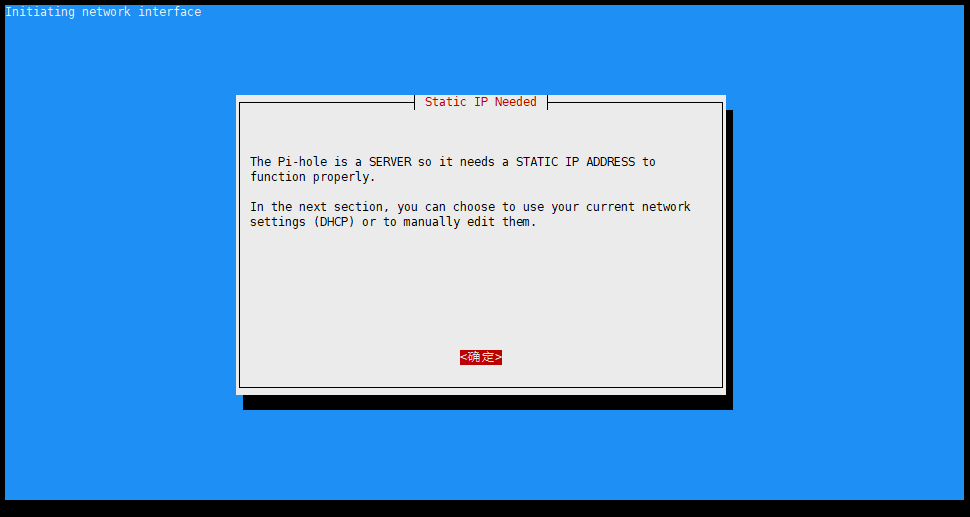 Initiating network interface
Static IP Needed
The Pi-hole is a SERVER so it needs a STATIC IP ADDRESS to
function properly.
In the next section, you can choose to use your current network
settings (DHCP) or to manually edit them.
<确定>